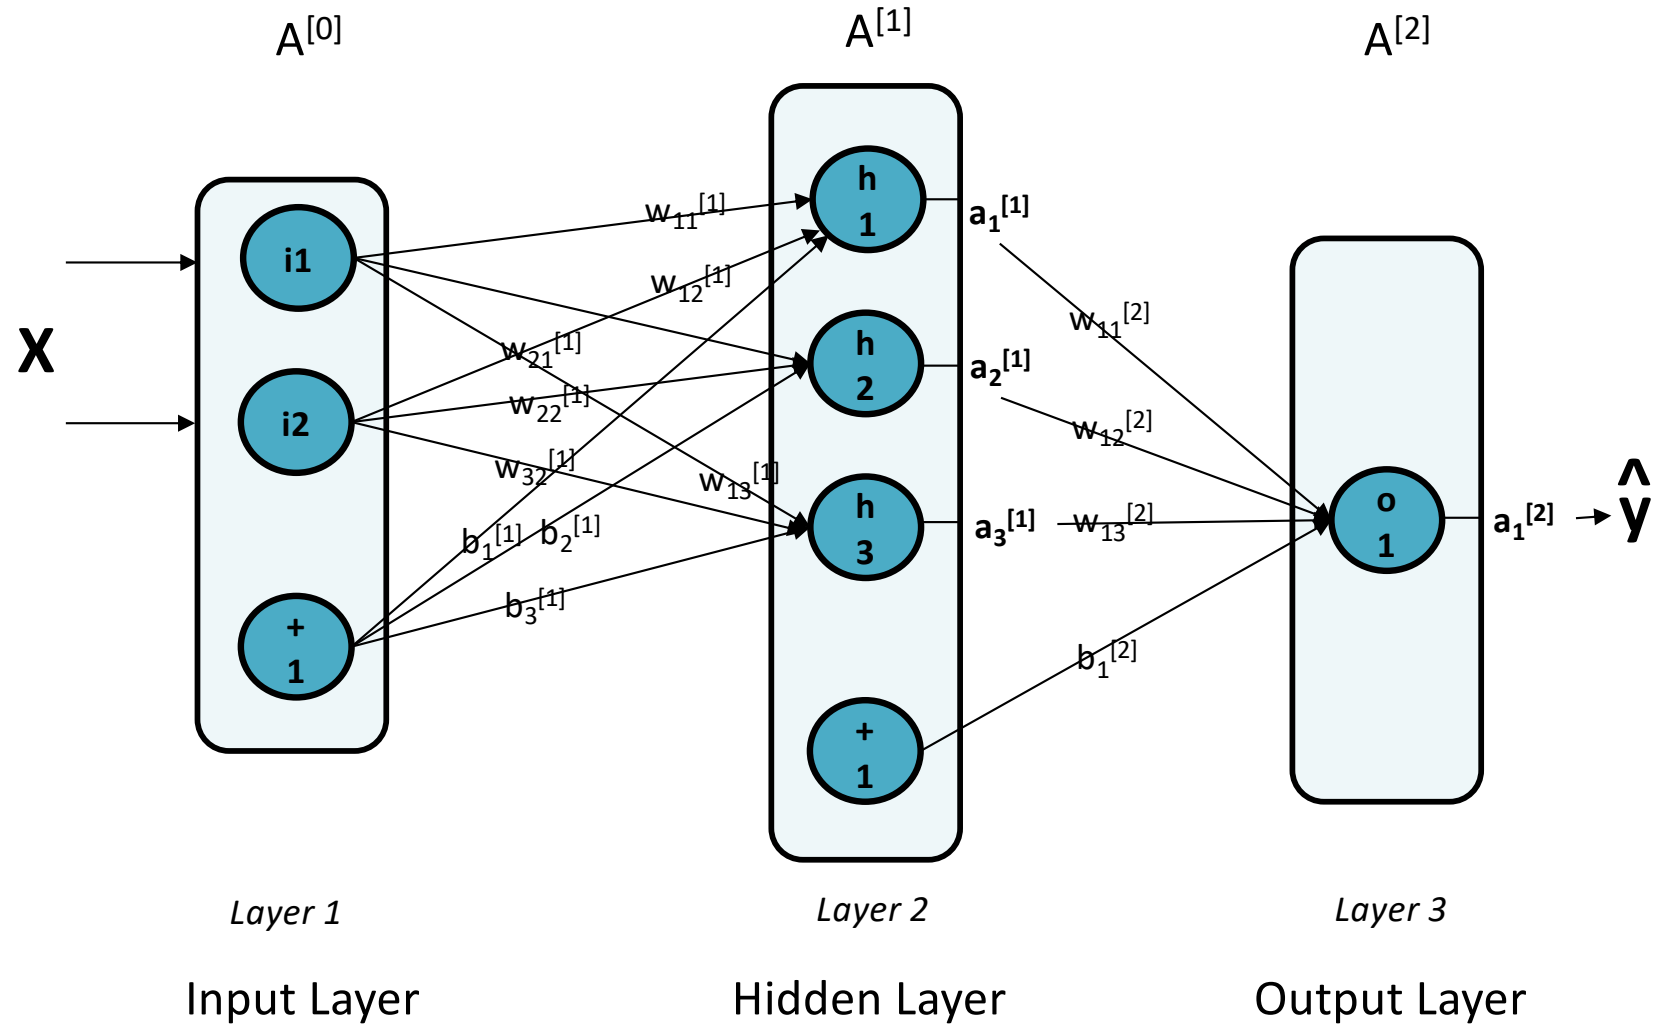 A[0]
A[1]
A[2]
X
i1
i2
+
1
w11[1]
w12[1]
w21[1]
w22[1]
w32[1]
w13[1]
b1[1]
b2[1]
b3[1]
h
1
h
2
h
3
+
1
a1[1]
a2[1]
a3[1]
w11[2]
w12[2]
w13[2]
b1[2]
o
1
a1[2]
ŷ
Layer 1
Layer 2
Layer 3
Input Layer
Hidden Layer
Output Layer